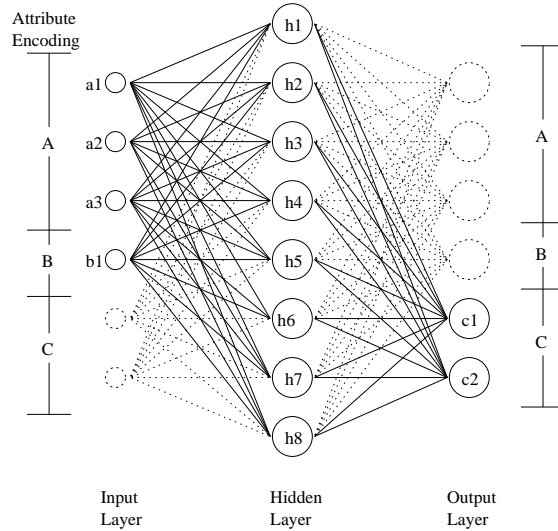 Attribute
Encoding
h1
a1
h2
a2
h3
A
A
a3
h4
b1
h5
B
B
h6
c1
C
C
h7
c2
h8
Input
Layer
Hidden
Layer
Output
Layer